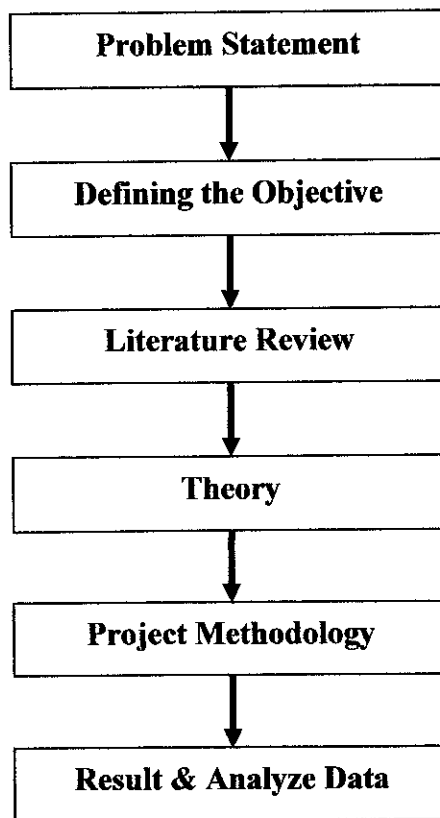 Problem Statement
Defining the Objective
Literature Review
Theory
Project Methodology
Result & Analyze Data